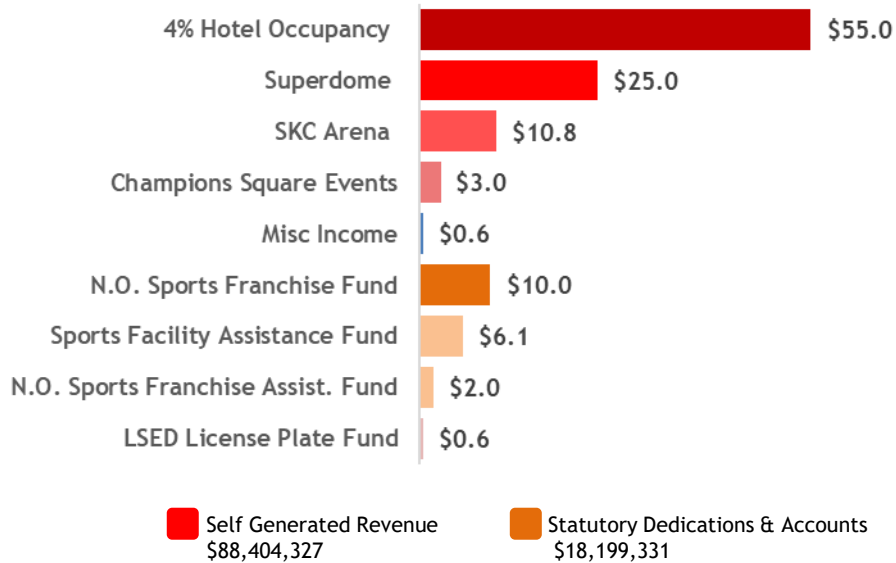 4% Hotel Occupancy $55.0
Superdome $25.0
SKC Arena $10.8
Champions Square Events $3.0
Misc Income $0.6
N.O. Sports Franchise Fund $10.0
Sports Facility Assistance Fund $6.1
N.O. Sports Franchise Assist. Fund $2.0
LSED License Plate Fund $0.6
Self Generated Revenue
$88,404,327
Statutory Dedications & Accounts
$18,199,331